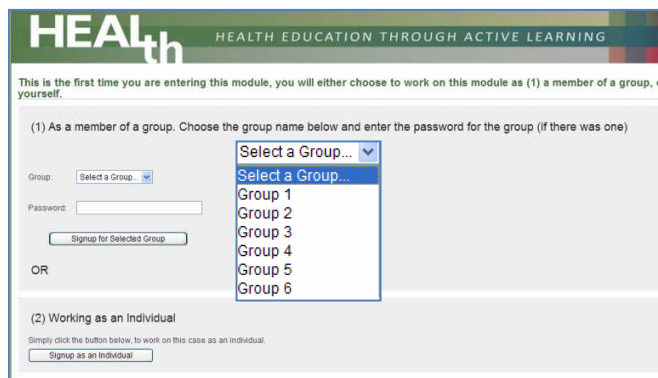 HEALth HEALTH EDUCATION THROUGH ACTIVE LEARNING
This is the first time you are entering this module, you will either choose to work on this module as (1) a member of a group,
yourself.
(1) As a member of a group. Choose the group name below and enter the password for the group (if there was one)
Group: Select a Group...
Password:
Signup for Selected Group
Select a Group...
Select a Group...
Group 1
Group 2
Group 3
Group 4
Group 5
Group 6
OR
(2) Working as an Individual
Simply click the button below, to work on this case as an individual.
Signup as an Individual